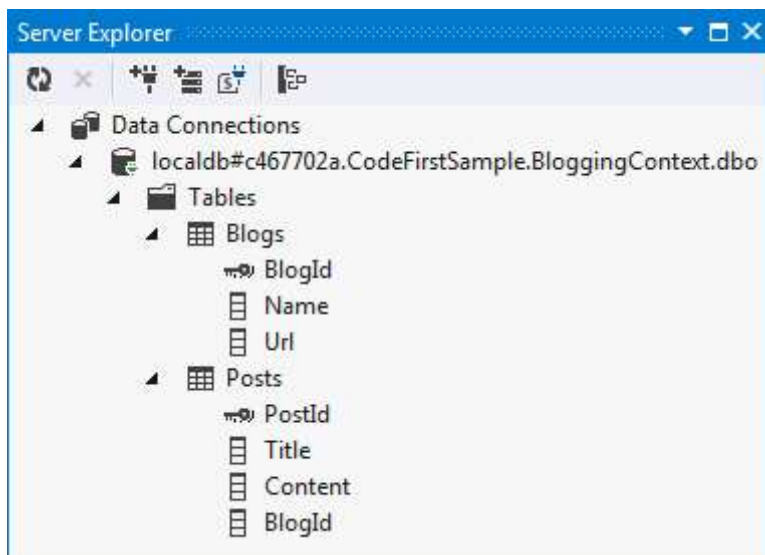 Server Explorer
Data Connections
localdb#c467702a.CodeFirstSample.BloggingContext.dbo
Tables
Blogs
BlogId
Name
Url
Posts
PostId
Title
Content
BlogId